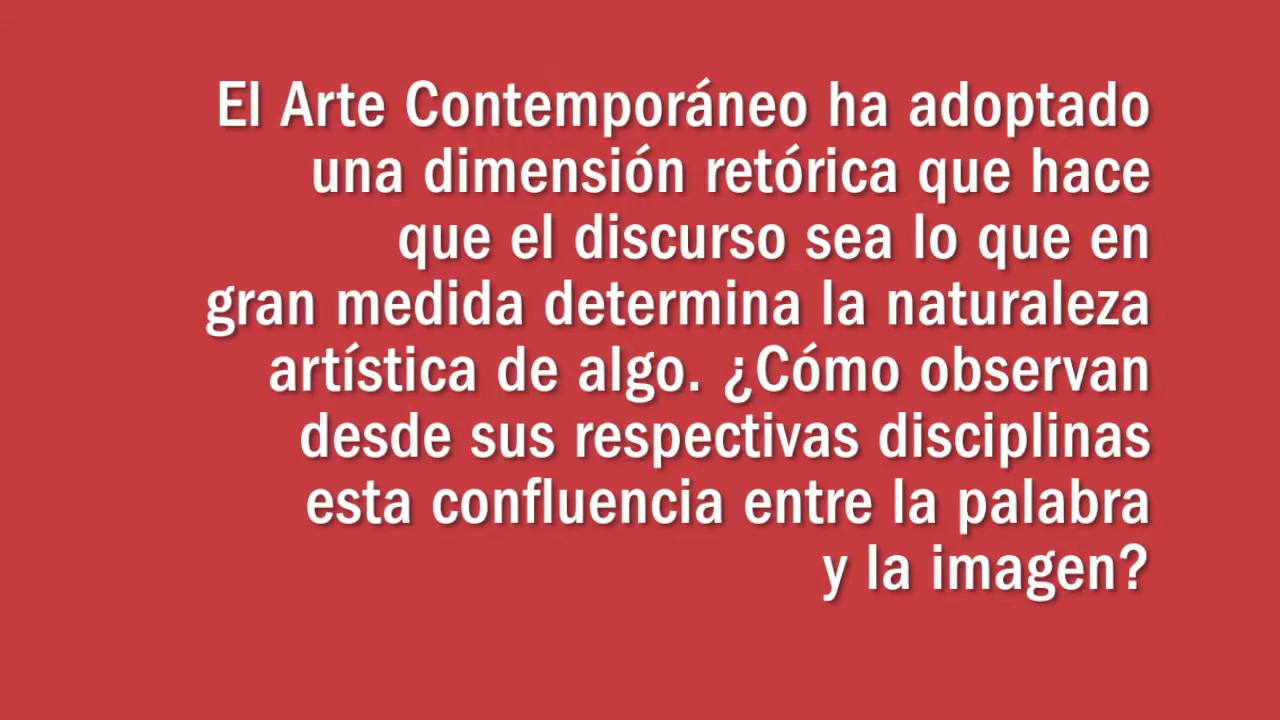 El Arte Contemporáneo ha adoptado
una dimensión retórica que hace
que el discurso sea lo que en
gran medida determina la naturaleza
artística de algo. ¿Cómo observan
desde sus respectivas disciplinas
esta confluencia entre la palabra
y la imagen?